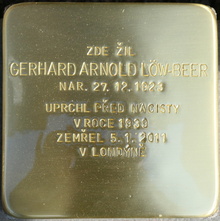 ZDE ŽIL
GERHARD ARNOLD LÖW-BEER
NAR. 27. 12. 1923
UPRCHL PŘED NACISTY
V ROCE 1939
ZEMŘEL 5. 1. 2011
V LONDÝNĚ